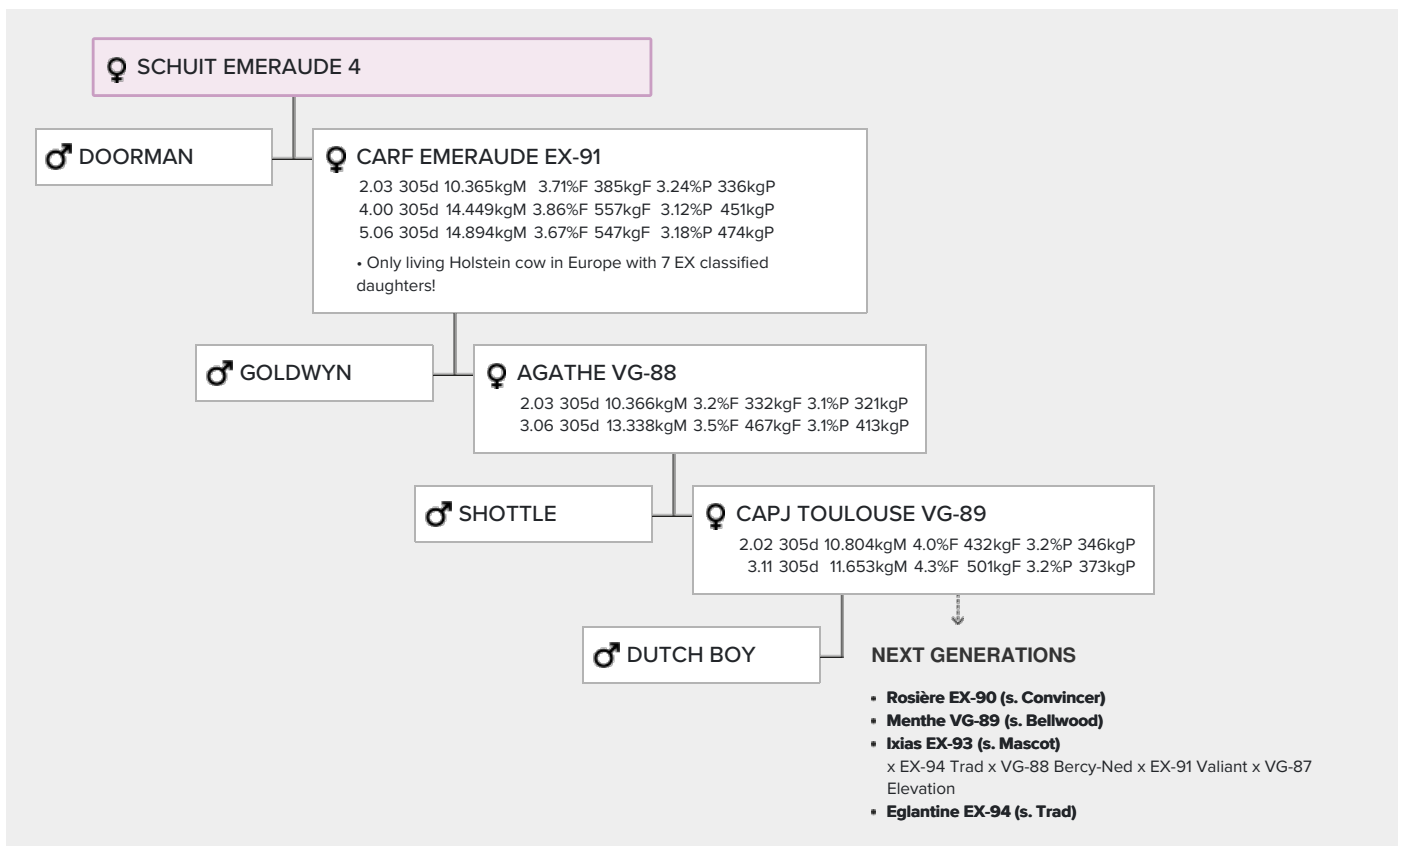 SCHUIT EMERAUDE 4
DOORMAN
CARF EMERAUDE EX-91
2.03 305d 10.365kgM 3.71%F 385kgF 3.24%P 336kgP
4.00 305d 14.449kgM 3.86%F 557kgF 3.12%P 451kgP
5.06 305d 14.894kgM 3.67%F 547kgF 3.18%P 474kgP
• Only living Holstein cow in Europe with 7 EX classified
daughters!
GOLDWYN
AGATHE VG-88
2.03 305d 10.366kgM 3.2%F 332kgF 3.1%P 321kgP
3.06 305d 13.338kgM 3.5%F 467kgF 3.1%P 413kgP
SHOTTLE
CAPJ TOULOUSE VG-89
2.02 305d 10.804kgM 4.0%F 432kgF 3.2%P 346kgP
3.11 305d 11.653kgM 4.3%F 501kgF 3.2%P 373kgP
DUTCH BOY
NEXT GENERATIONS
• Rosière EX-90 (s. Convincer)
• Menthe VG-89 (s. Bellwood)
• Ixias EX-93 (s. Mascot)
x EX-94 Trad x VG-88 Bercy-Ned x EX-91 Valiant x VG-87
Elevation
• Eglantine EX-94 (s. Trad)